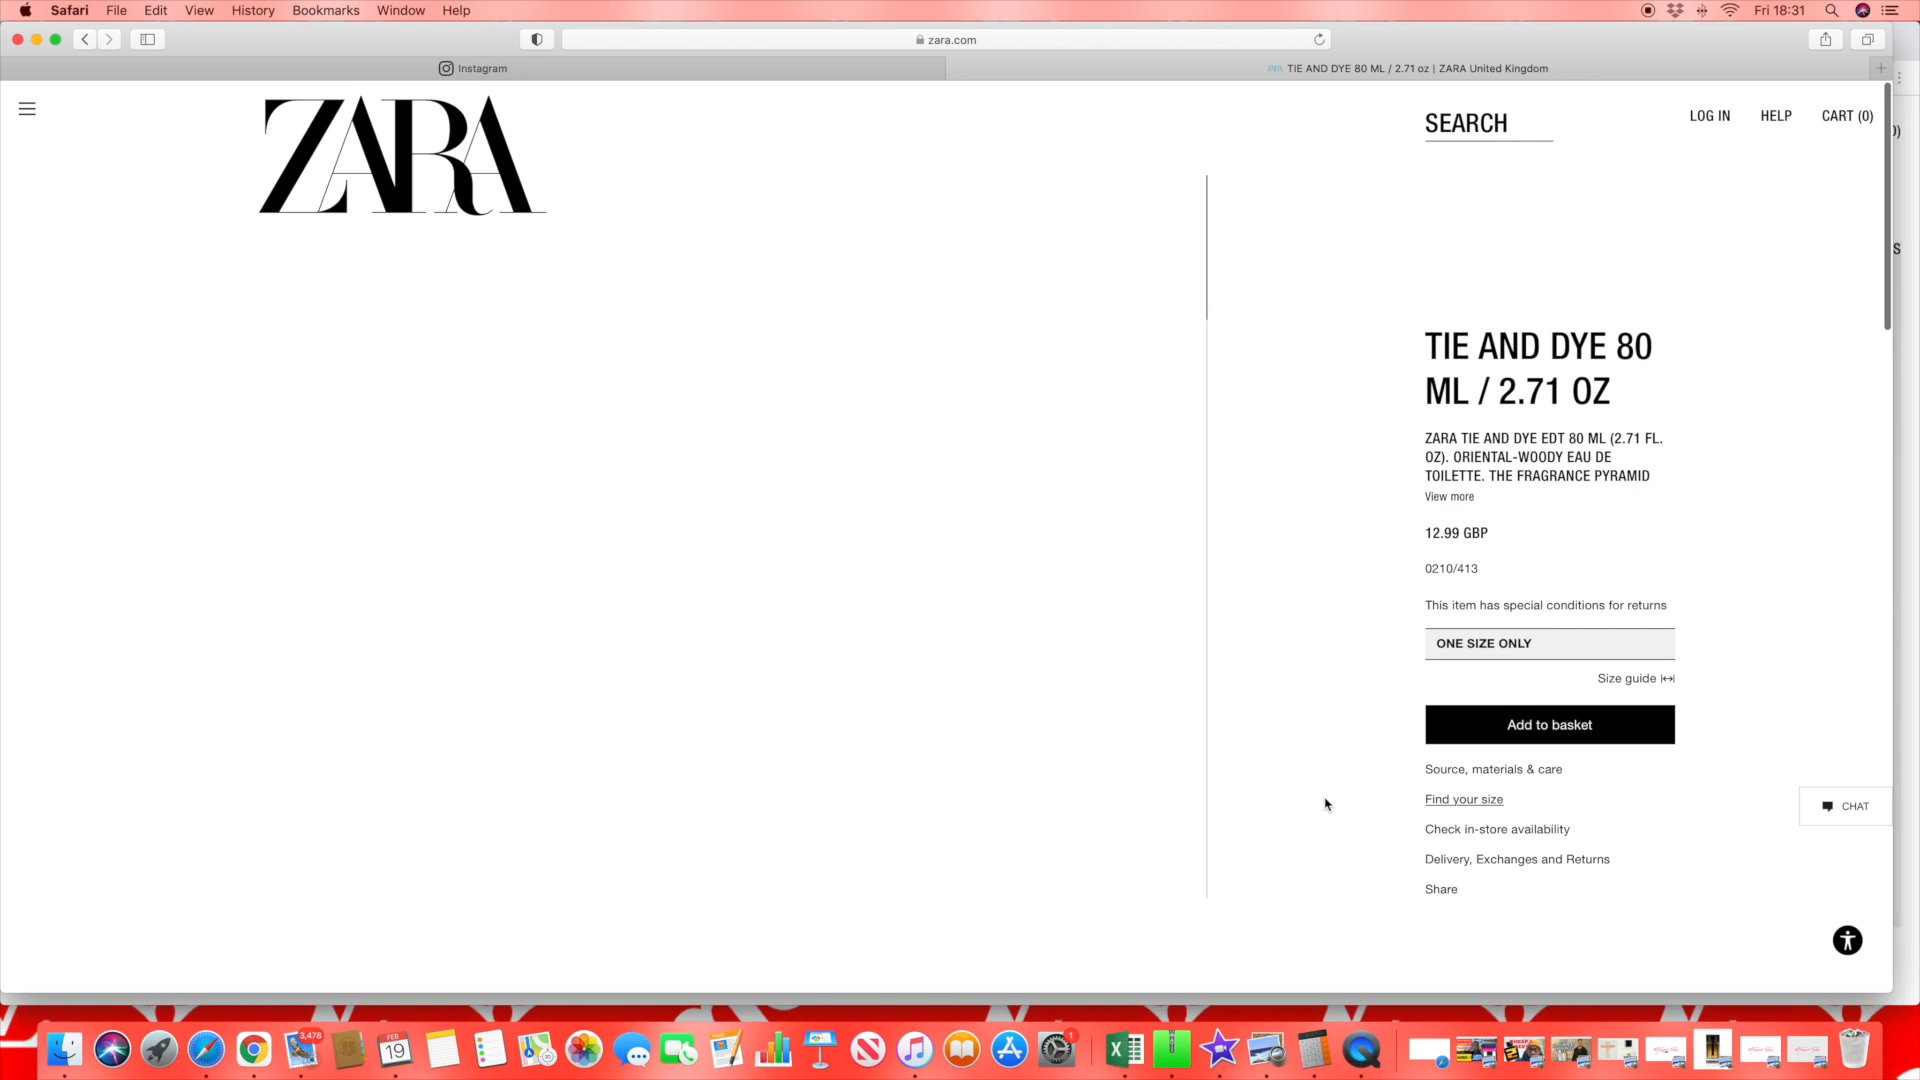 Safari File Edit View History Bookmarks Window Help
Fri 18:31
zara.com
Instagram
TIE AND DYE 80 ML / 2.71 oz | ZARA United Kingdom
ZARA
SEARCH
LOG IN
HELP
CART (0)
TIE AND DYE 80
ML / 2.71 OZ
ZARA TIE AND DYE EDT 80 ML (2.71 FL.
OZ). ORIENTAL-WOODY EAU DE
TOILETTE. THE FRAGRANCE PYRAMID
View more
12.99 GBP
0210/413
This item has special conditions for returns
ONE SIZE ONLY
Size guide
Add to basket
Source, materials & care
Find your size
Check in-store availability
Delivery, Exchanges and Returns
Share
CHAT
3,478
FEB
19
1